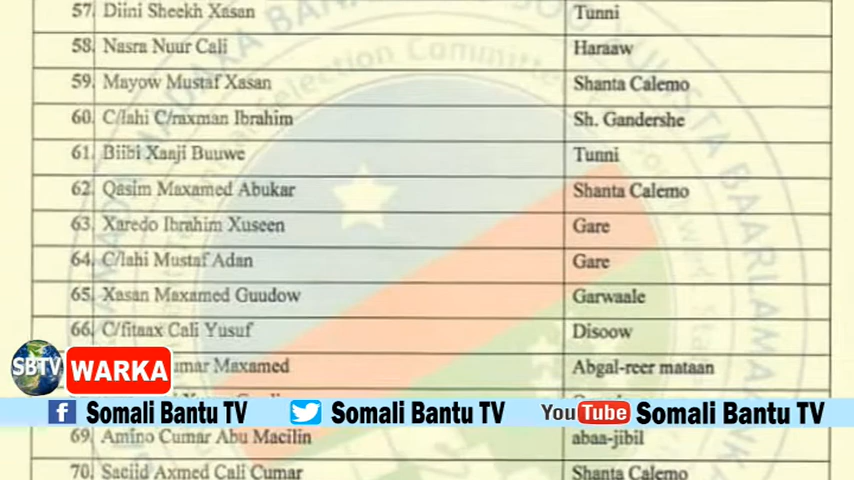 57. Diini Sheekh Xasan Tunni
58. Nasra Nuur Cali Haraaw
59. Mayow Mustaf Xasan Shanta Calemo
60. C/lahi C/raxman Ibrahim Sh. Gandershe
61. Biibi Xaaji Buuwe Tunni
62. Qasim Maxamed Abukar Shanta Calemo
63. Xaredo Ibrahim Xuseen Gare
64. C/lahi Mustaf Adan Gare
65. Xasan Maxamed Guudow Garwaale
66. C/fitaax Cali Yusuf Disoow
umar Maxamed Abgal-reer mataan
SBTV WARKA
Somali Bantu TV Somali Bantu TV YouTube Somali Bantu TV
69. Amino Cumar Abu Macilin abaa-jibil
70. Saciid Axmed Cali Cumar Shanta Calemo
Selection Committee
BAARLAMAANKA